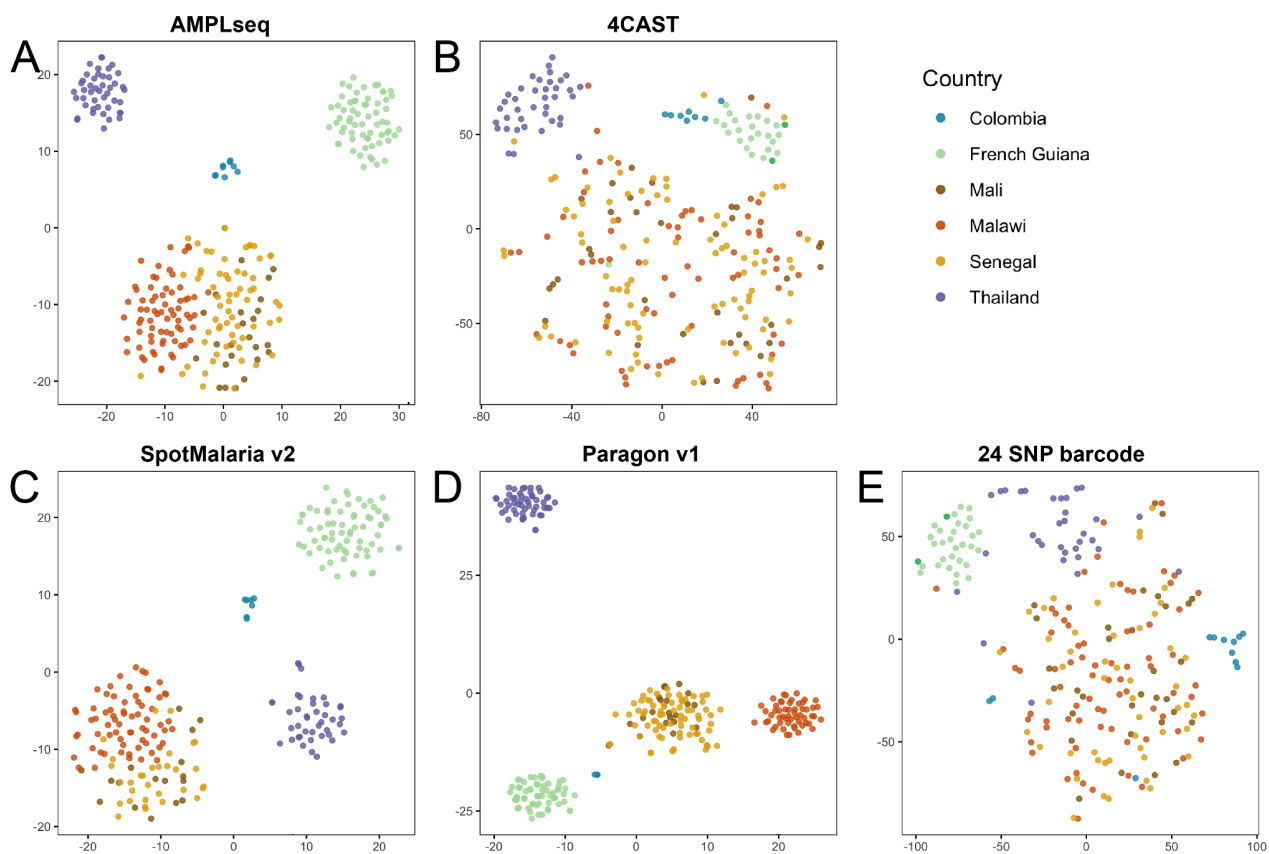 AMPLseq
A
20
10
0
-10
-20
-20
-10
0
10
20
30
4CAST
B
50
0
-50
-80
-40
0
40
Country
Colombia
French Guiana
Mali
Malawi
Senegal
Thailand
SpotMalaria v2
C
20
10
0
-10
-20
-20
-10
0
10
20
Paragon v1
D
25
0
-25
-20
-10
0
10
20
24 SNP barcode
E
50
0
-50
-100
-50
0
50
100